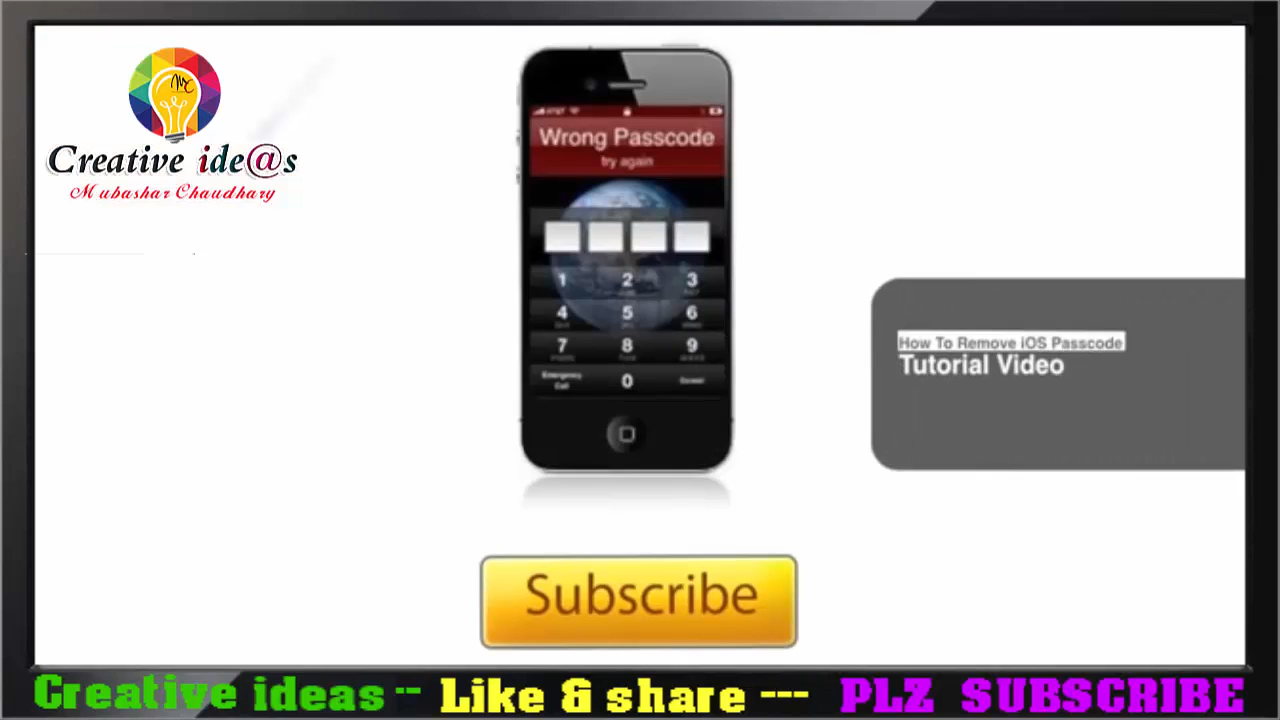 Creative ide@s
Mubashar Chaudhary
Wrong Passcode
try again
1 2 3
4 5 6
7 8 9
Emergency
Call
0
How To Remove iOS Passcode
Tutorial Video
Subscribe
Creative ideas -- Like & share --- PLZ SUBSCRIBE